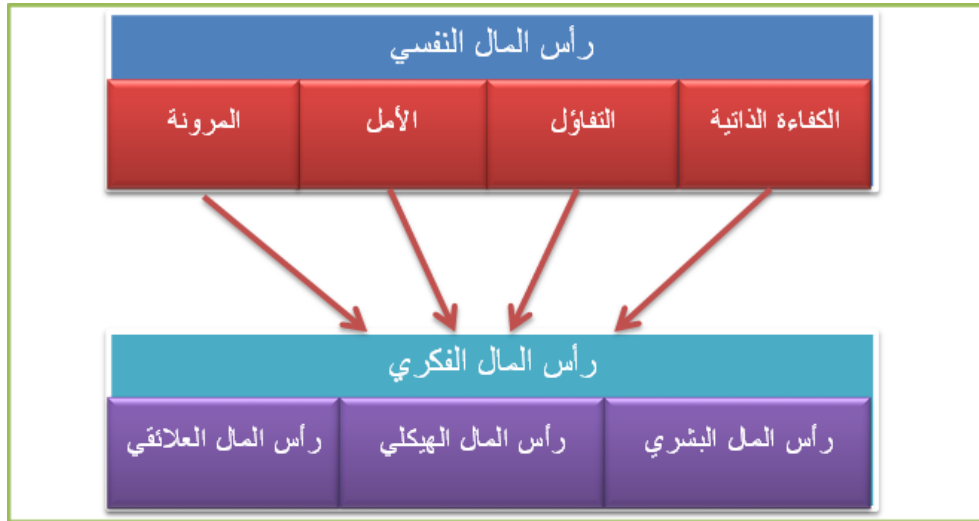 رأس المال النفسي
الكفاءة الذاتية
التفاؤل
الأمل
المرونة
رأس المال الفكري
رأس المال البشري
رأس المال الهيكلي
رأس المال العلائقي